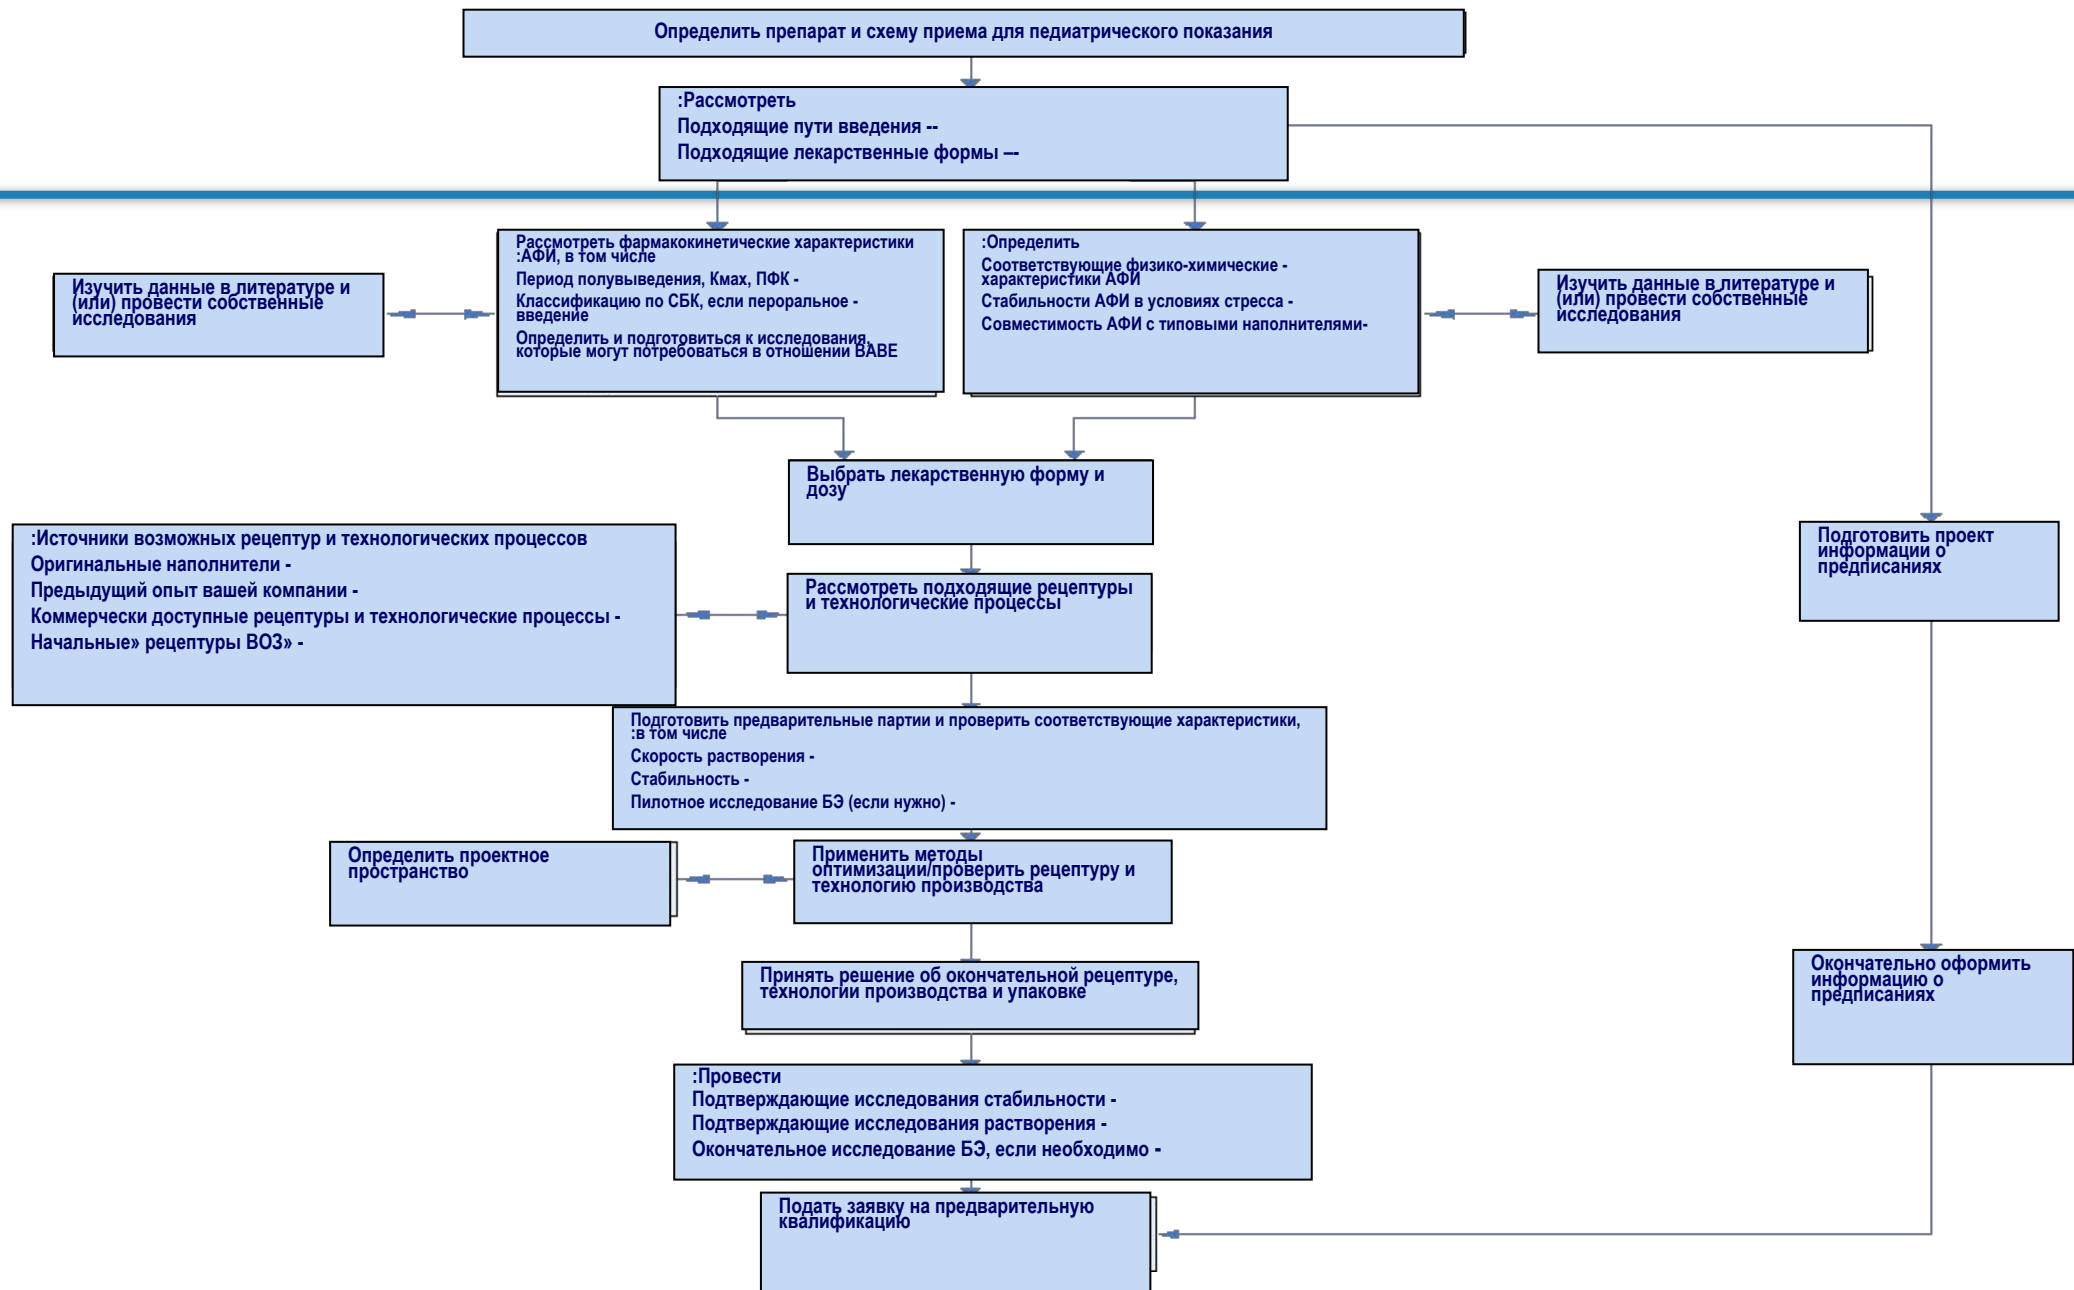 Определить препарат и схему приема для педиатрического показания
:Рассмотреть
Подходящие пути введения --
Подходящие лекарственные формы –-
Изучить данные в литературе и
(или) провести собственные
исследования
Рассмотреть фармакокинетические характеристики
:АФИ, в том числе
Период полувыведения, Кмах, ПФК -
Классификацию по СБК, если пероральное -
введение
Определить и подготовиться к исследования,
которые могут потребоваться в отношении BABE
:Определить
Соответствующие физико-химические -
характеристики АФИ
Стабильности АФИ в условиях стресса -
Совместимость АФИ с типовыми наполнителями-
Изучить данные в литературе и
(или) провести собственные
исследования
Выбрать лекарственную форму и
дозу
:Источники возможных рецептур и технологических процессов
Оригинальные наполнители -
Предыдущий опыт вашей компании -
Коммерчески доступные рецептуры и технологические процессы -
Начальные» рецептуры ВОЗ» -
Рассмотреть подходящие рецептуры
и технологические процессы
Подготовить проект
информации о
предписаниях
Подготовить предварительные партии и проверить соответствующие характеристики,
:в том числе
Скорость растворения -
Стабильность -
Пилотное исследование БЭ (если нужно) -
Определить проектное
пространство
Применить методы
оптимизации/проверить рецептуру и
технологию производства
Принять решение об окончательной рецептуре,
технологии производства и упаковке
Окончательно оформить
информацию о
предписаниях
:Провести
Подтверждающие исследования стабильности -
Подтверждающие исследования растворения -
Окончательное исследование БЭ, если необходимо -
Подать заявку на предварительную
квалификацию